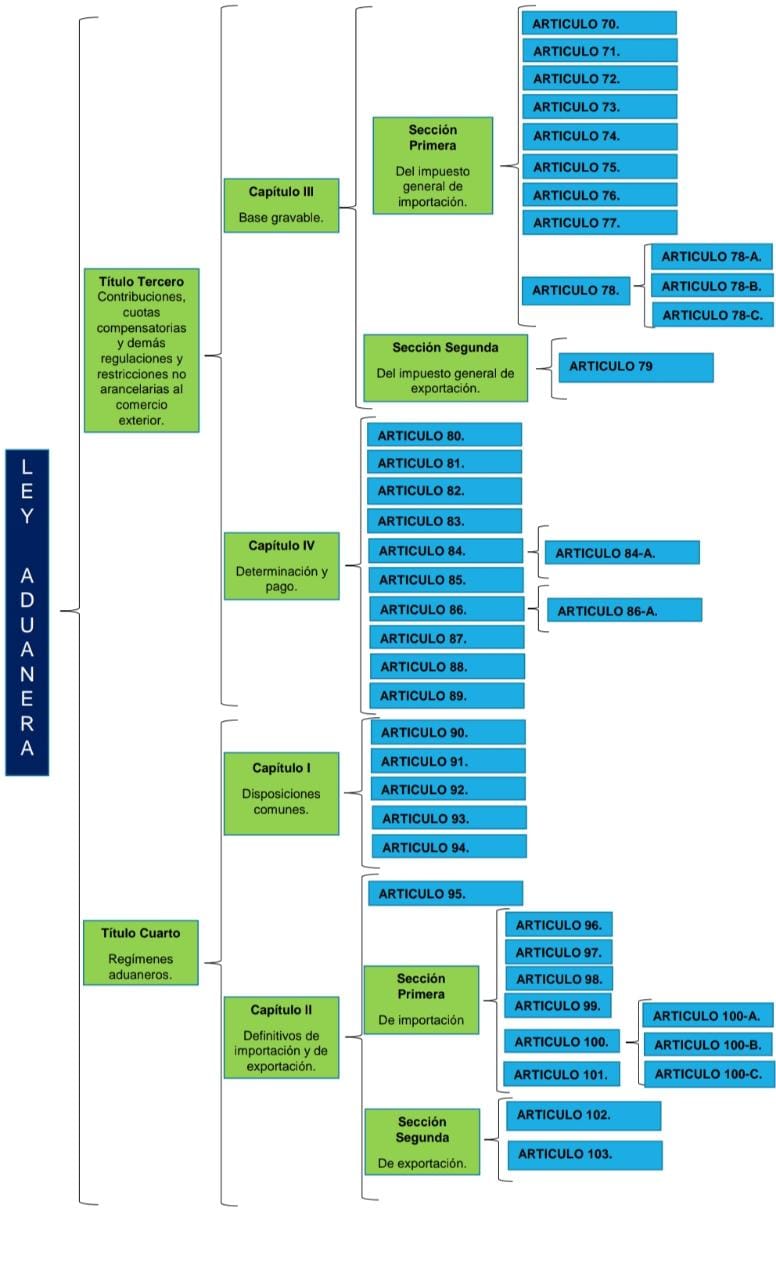 LEY ADUANERA
Título Tercero
Contribuciones,
cuotas
compensatorias
y demás
regulaciones y
restricciones no
arancelarias al
comercio
exterior.
Capítulo III
Base gravable.
Sección
Primera
Del impuesto
general de
importación.
ARTICULO 70.
ARTICULO 71.
ARTICULO 72.
ARTICULO 73.
ARTICULO 74.
ARTICULO 75.
ARTICULO 76.
ARTICULO 77.
ARTICULO 78.
ARTICULO 78-A.
ARTICULO 78-B.
ARTICULO 78-C.
Sección Segunda
Del impuesto general de
exportación.
ARTICULO 79
Capítulo IV
Determinación y
pago.
ARTICULO 80.
ARTICULO 81.
ARTICULO 82.
ARTICULO 83.
ARTICULO 84.
ARTICULO 84-A.
ARTICULO 85.
ARTICULO 86.
ARTICULO 86-A.
ARTICULO 87.
ARTICULO 88.
ARTICULO 89.
Título Cuarto
Regímenes
aduaneros.
Capítulo I
Disposiciones
comunes.
ARTICULO 90.
ARTICULO 91.
ARTICULO 92.
ARTICULO 93.
ARTICULO 94.
Capítulo II
Definitivos de
importación y de
exportación.
ARTICULO 95.
Sección
Primera
De importación
ARTICULO 96.
ARTICULO 97.
ARTICULO 98.
ARTICULO 99.
ARTICULO 100.
ARTICULO 100-A.
ARTICULO 100-B.
ARTICULO 100-C.
ARTICULO 101.
Sección
Segunda
De exportación.
ARTICULO 102.
ARTICULO 103.